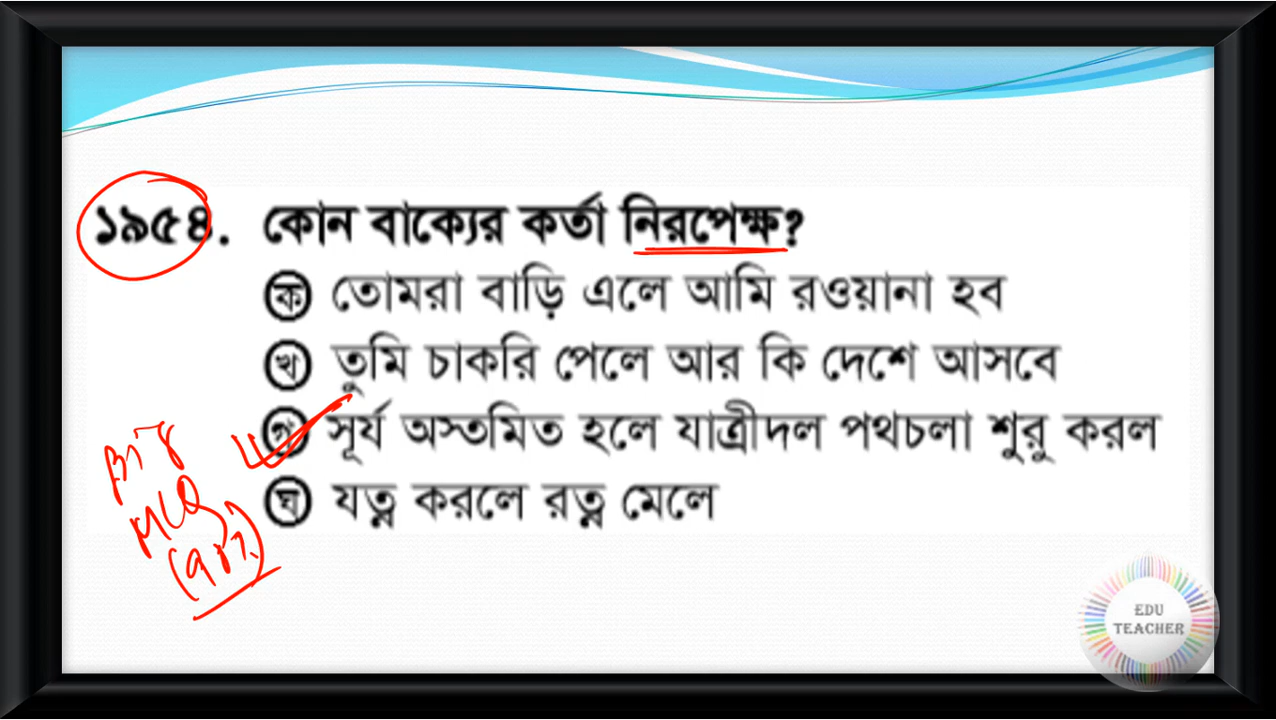 ১৯৫৪. কোন বাক্যের কর্তা নিরপেক্ষ?
ক তোমরা বাড়ি এলে আমি রওয়ানা হব
খ তুমি চাকরি পেলে আর কি দেশে আসবে
গ সূর্য অস্তমিত হলে যাত্রীদল পথচলা শুরু করল
ঘ যত্ন করলে রত্ন মেলে
MCQ
EDU
TEACHER